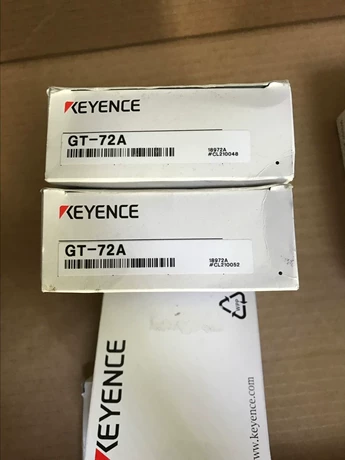 KEYENCE
GT-72A
18972A
#CL210048
KEYENCE
GT-72A
18972A
#CL210052
KEYENCE
www.keyence.com